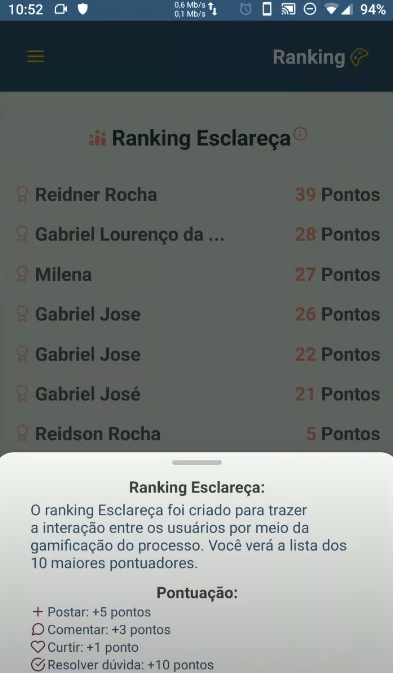 10:52 0,6 Mb/s 94%
0,1 Mb/s
Ranking
Ranking Esclareça
Reidner Rocha 39 Pontos
Gabriel Lourenço da ... 28 Pontos
Milena 27 Pontos
Gabriel Jose 26 Pontos
Gabriel Jose 22 Pontos
Gabriel José 21 Pontos
Reidson Rocha 5 Pontos
Ranking Esclareça:
O ranking Esclareça foi criado para trazer
a interação entre os usuários por meio da
gamificação do processo. Você verá a lista dos
10 maiores pontuadores.
Pontuação:
Postar: +5 pontos
Comentar: +3 pontos
Curtir: +1 ponto
Resolver dúvida: +10 pontos